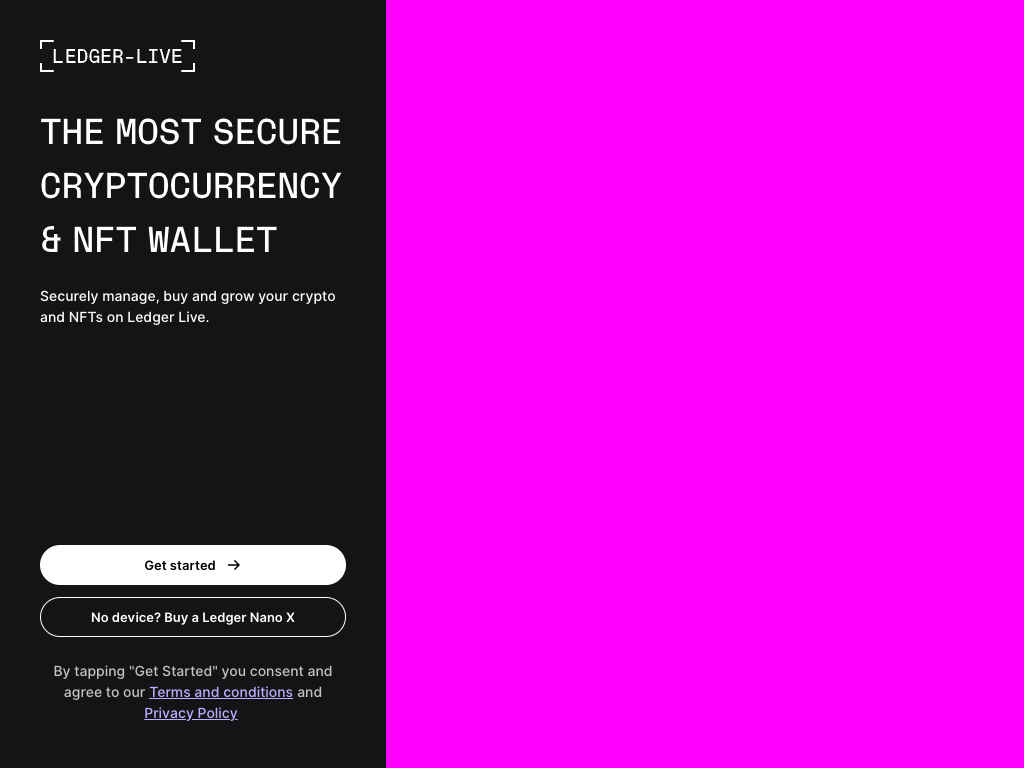 LEDGER-LIVE
THE MOST SECURE
CRYPTOCURRENCY
& NFT WALLET
Securely manage, buy and grow your crypto
and NFTs on Ledger Live.
Get started →
No device? Buy a Ledger Nano X
By tapping "Get Started" you consent and
agree to our Terms and conditions and
Privacy Policy